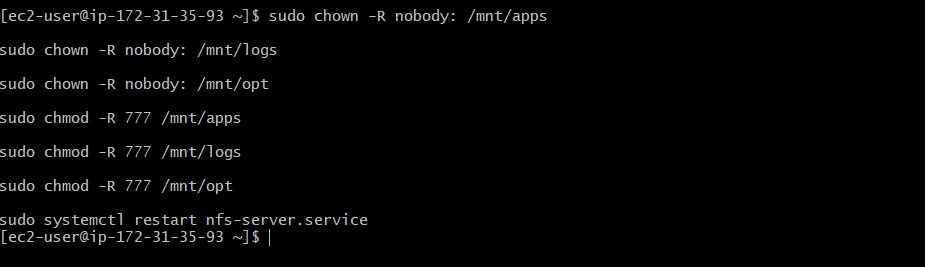 [ec2-user@ip-172-31-35-93 ~]$ sudo chown -R nobody: /mnt/apps
sudo chown -R nobody: /mnt/logs
sudo chown -R nobody: /mnt/opt
sudo chmod -R 777 /mnt/apps
sudo chmod -R 777 /mnt/logs
sudo chmod -R 777 /mnt/opt
sudo systemctl restart nfs-server.service
[ec2-user@ip-172-31-35-93 ~]$